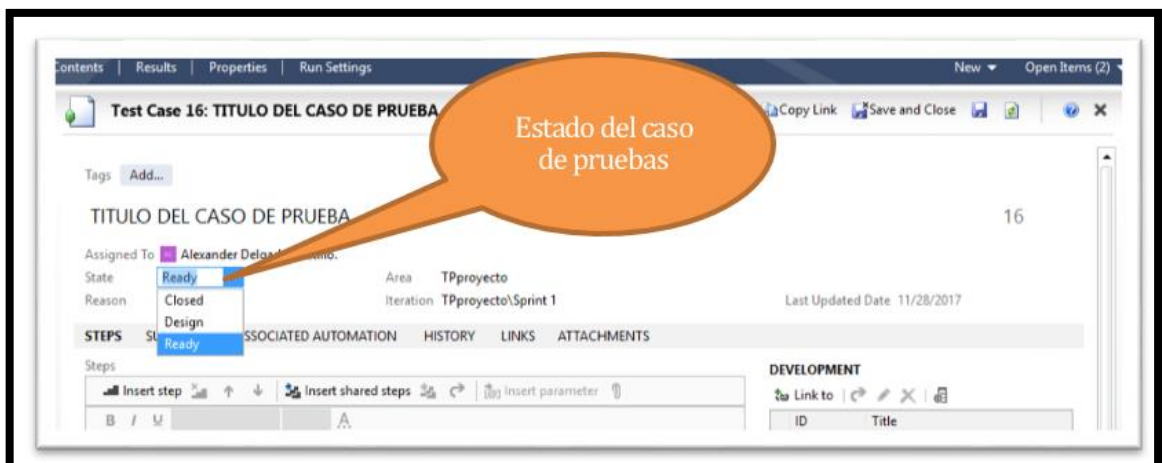 Contents | Results | Properties | Run Settings New Open Items (2)
Test Case 16: TITULO DEL CASO DE PRUEBA Copy Link Save and Close
Estado del caso
de pruebas
Tags Add...
TITULO DEL CASO DE PRUEBA 16
Assigned To Alexander
State Ready Area TPproyecto
Reason Iteration TPproyecto\Sprint 1 Last Updated Date 11/28/2017
Closed
Design
Ready
STEPS ASSOCIATED AUTOMATION HISTORY LINKS ATTACHMENTS
Steps DEVELOPMENT
Insert step Insert shared steps Insert parameter Link to
B I U A ID Title